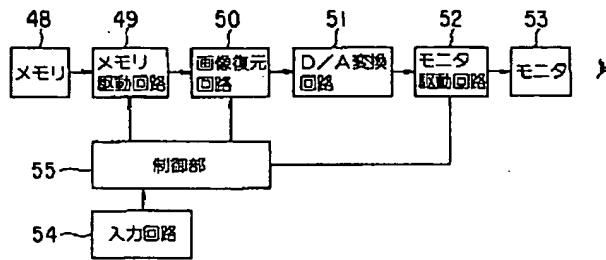 48 49 50 51 52 53
メモリ
メモリ
駆動回路
画像復元
回路
D/A変換
回路
モニタ
駆動回路
モニタ
55
制御部
54
入力回路